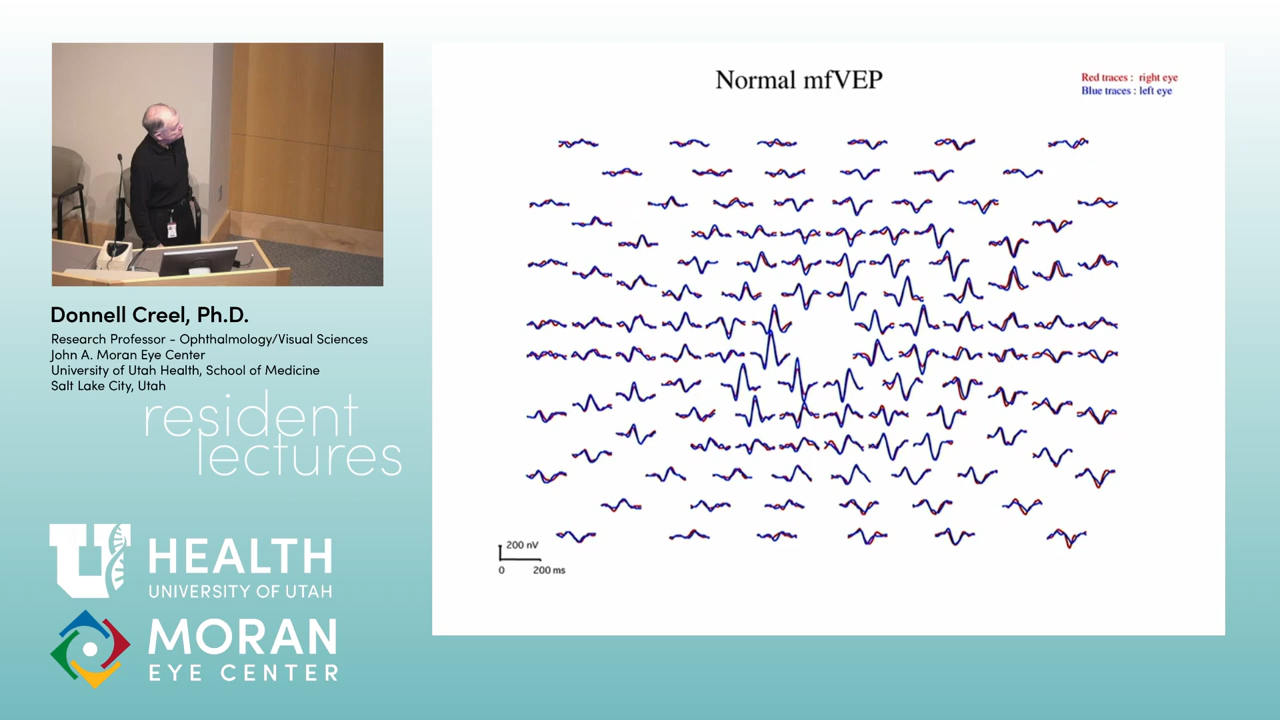 Normal mfVEP
Red traces : right eye
Blue traces : left eye
200 nV
0 200 ms
Donnell Creel, Ph.D.
Research Professor - Ophthalmology/Visual Sciences
John A. Moran Eye Center
University of Utah Health, School of Medicine
Salt Lake City, Utah
resident
lectures
U HEALTH
UNIVERSITY OF UTAH
MORAN
EYE CENTER